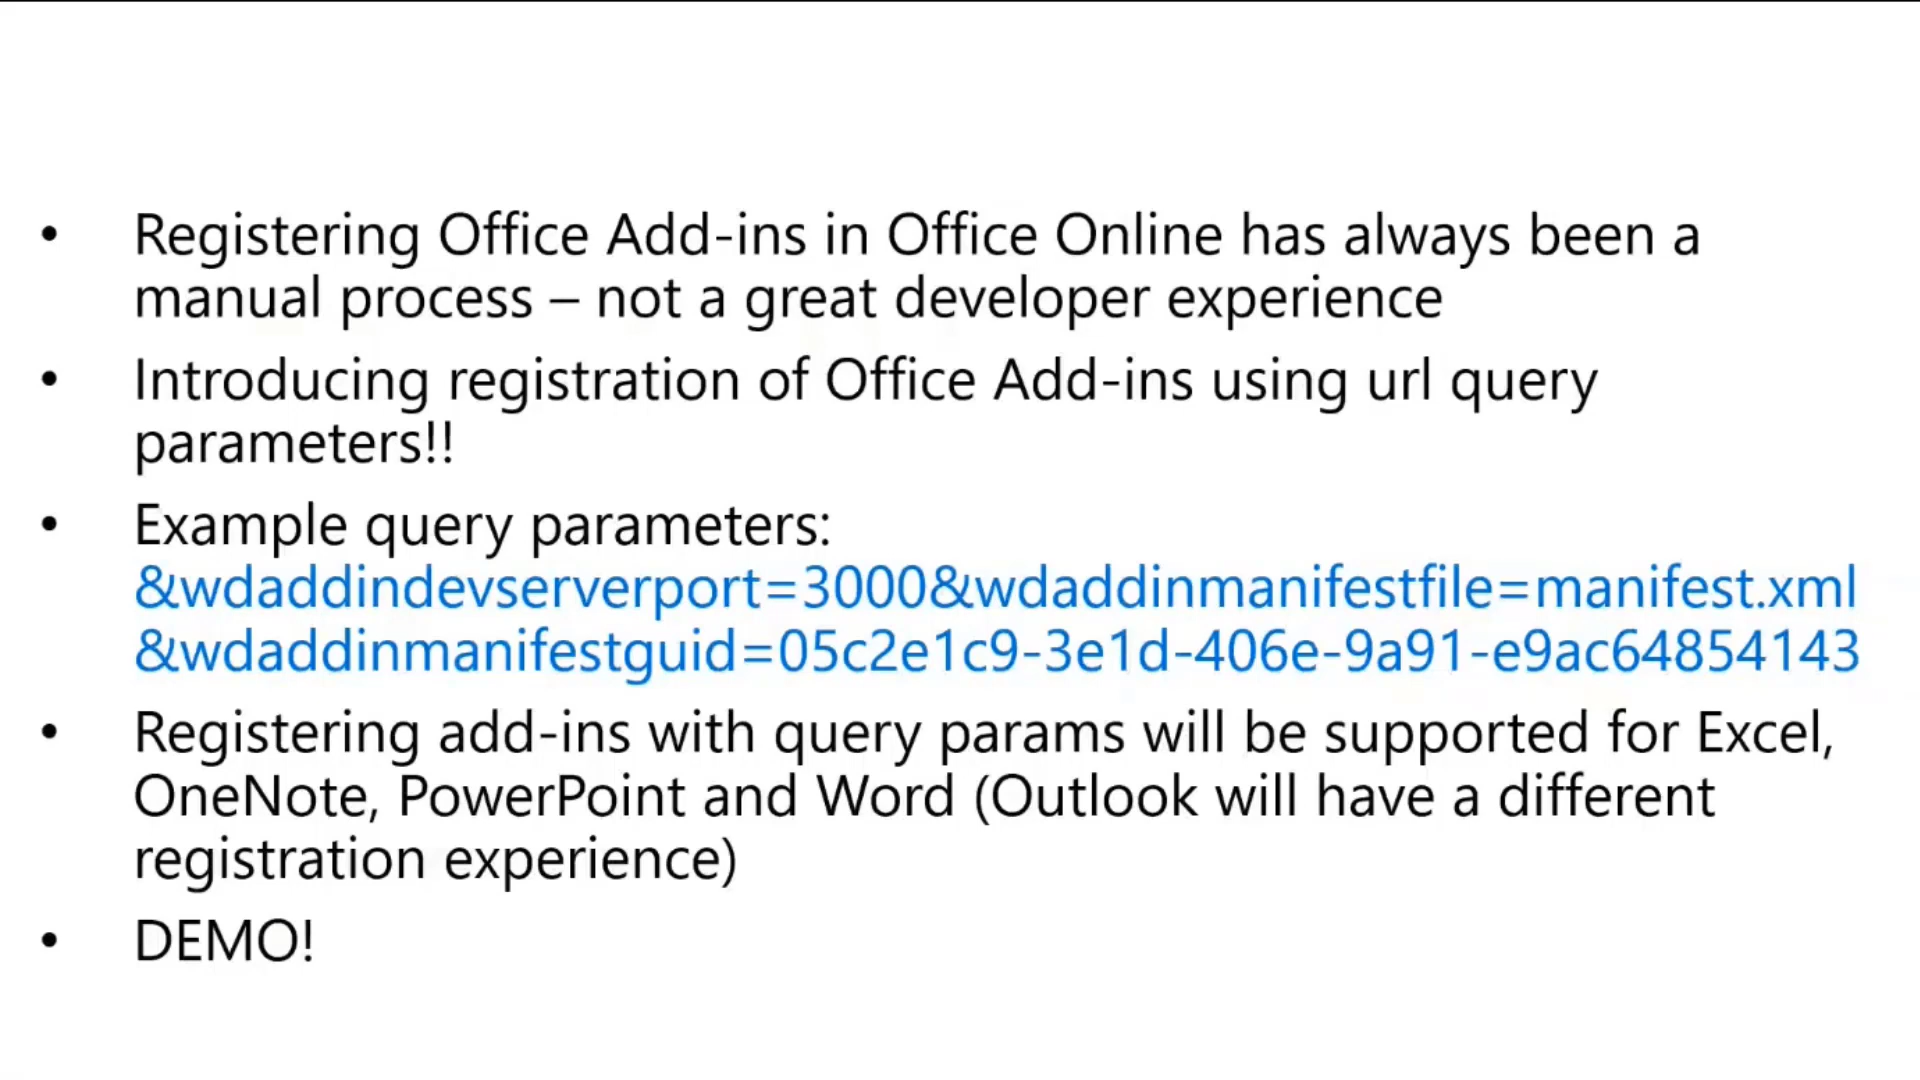 • Registering Office Add-ins in Office Online has always been a
manual process – not a great developer experience
• Introducing registration of Office Add-ins using url query
parameters!!
• Example query parameters:
&wdaddindevserverport=3000&wdaddinmanifestfile=manifest.xml
&wdaddinmanifestguid=05c2e1c9-3e1d-406e-9a91-e9ac64854143
• Registering add-ins with query params will be supported for Excel,
OneNote, PowerPoint and Word (Outlook will have a different
registration experience)
• DEMO!